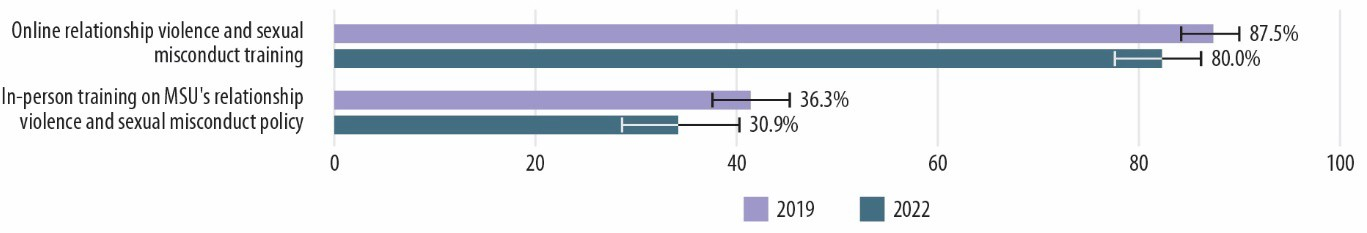 Online relationship violence and sexual
misconduct training
87.5%
80.0%
In-person training on MSU's relationship
violence and sexual misconduct policy
36.3%
30.9%
0 20 40 60 80 100
2019 2022